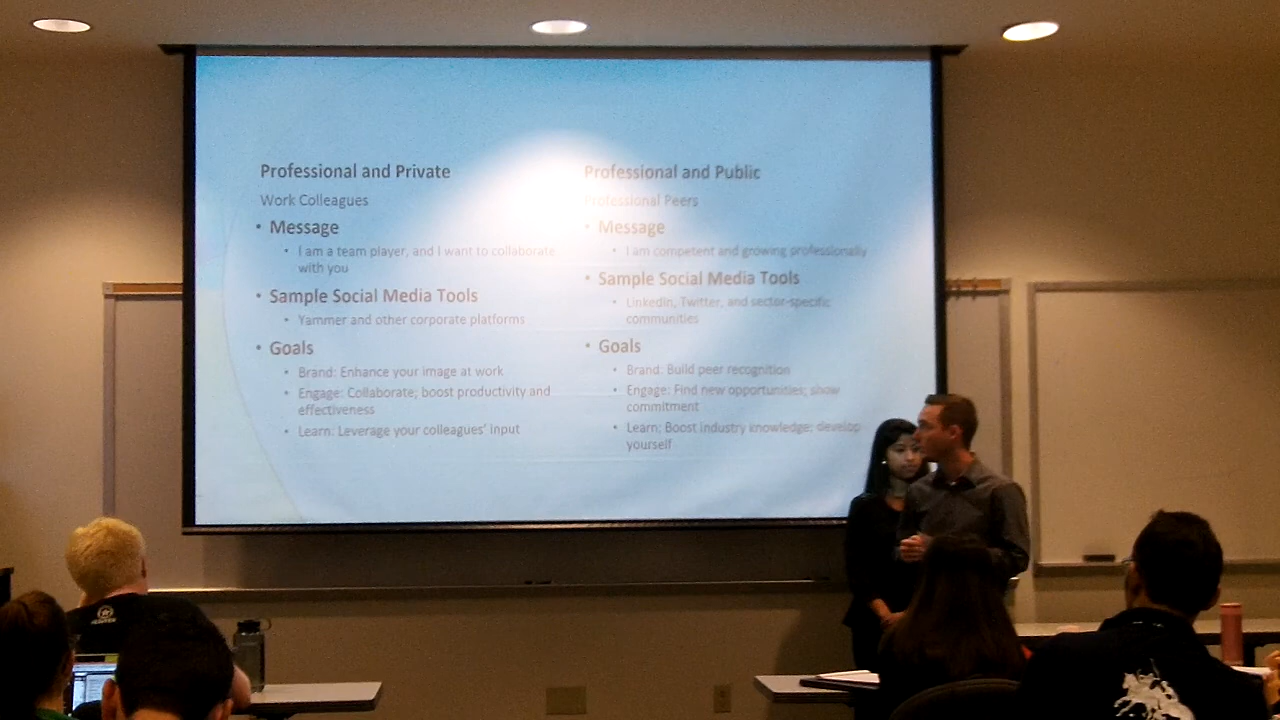 Professional and Private
Work Colleagues
• Message
• I am a team player, and I want to collaborate
with you
• Sample Social Media Tools
• Yammer and other corporate platforms
• Goals
• Brand: Enhance your image at work
• Engage: Collaborate; boost productivity and
effectiveness
• Learn: Leverage your colleagues' input
Professional and Public
Professional Peers
• Message
• I am competent and growing professionally
• Sample Social Media Tools
• LinkedIn, Twitter, and sector-specific
communities
• Goals
• Brand: Build peer recognition
• Engage: Find new opportunities; show
commitment
• Learn: Boost industry knowledge; develop
yourself